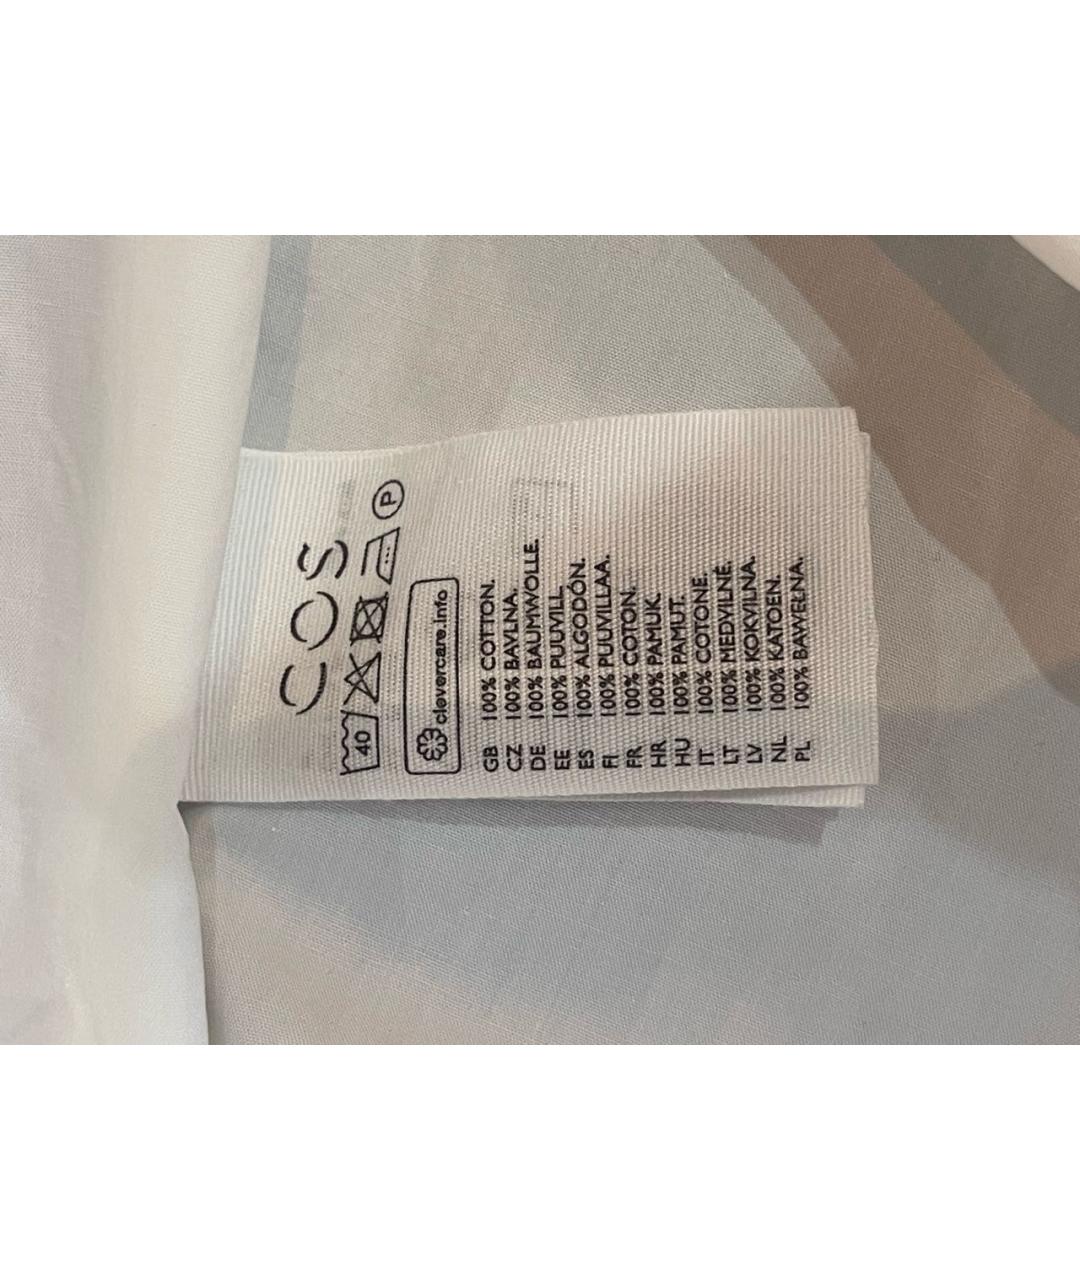 COS
40 P
clevercare.info
GB 100% COTTON.
CZ 100% BAVLNA.
DE 100% BAUMWOLLE.
EE 100% PUUVILL.
ES 100% ALGODÓN.
FI 100% PUUVILLAA.
FR 100% COTON.
HR 100% PAMUK.
HU 100% PAMUT.
IT 100% COTONE.
LT 100% MEDVILNĖ.
LV 100% KOKVILNA.
NL 100% KATOEN.
PL 100% BAWEŁNA.